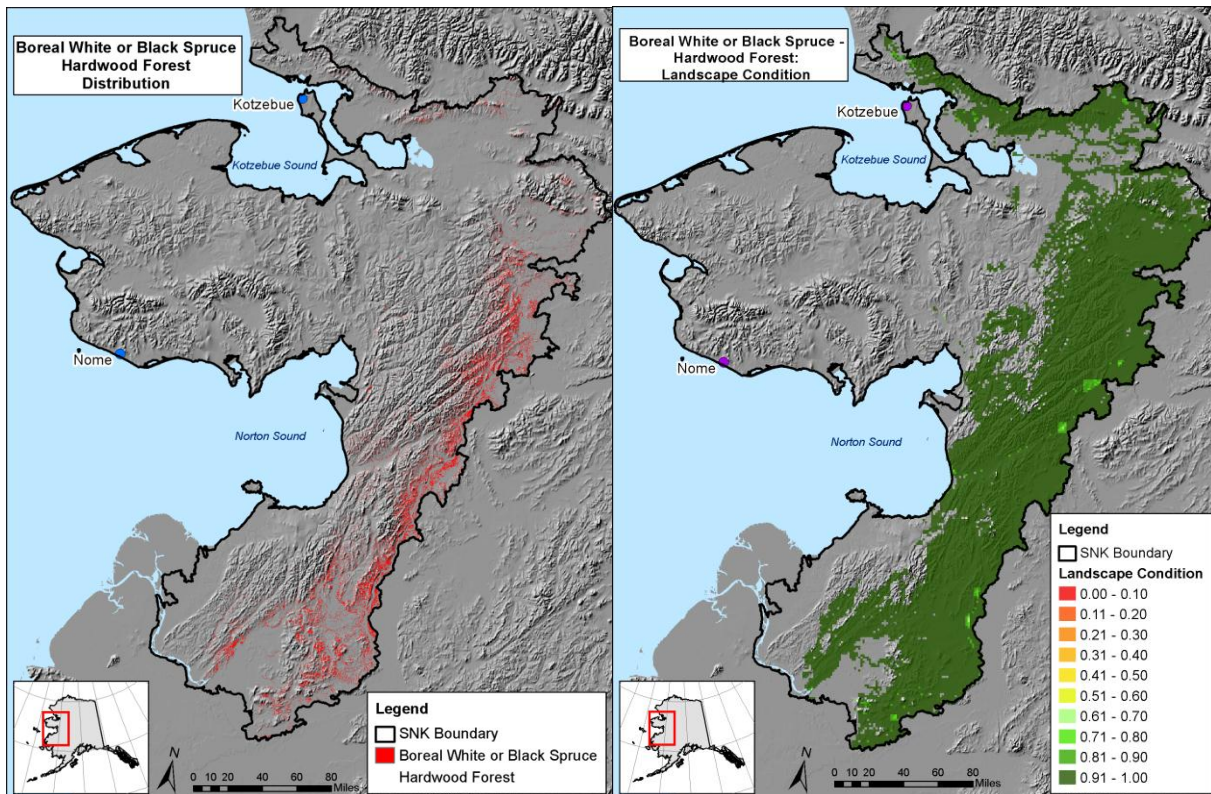 Boreal White or Black Spruce
Hardwood Forest
Distribution
Kotzebue
Kotzebue Sound
Nome
Norton Sound
Legend
SNK Boundary
Boreal White or Black Spruce
Hardwood Forest
N
0 10 20 40 60 80
Miles
Boreal White or Black Spruce -
Hardwood Forest:
Landscape Condition
Kotzebue
Kotzebue Sound
Nome
Norton Sound
Legend
SNK Boundary
Landscape Condition
0.00 - 0.10
0.11 - 0.20
0.21 - 0.30
0.31 - 0.40
0.41 - 0.50
0.51 - 0.60
0.61 - 0.70
0.71 - 0.80
0.81 - 0.90
0.91 - 1.00
N
0 10 20 40 60 80
Miles